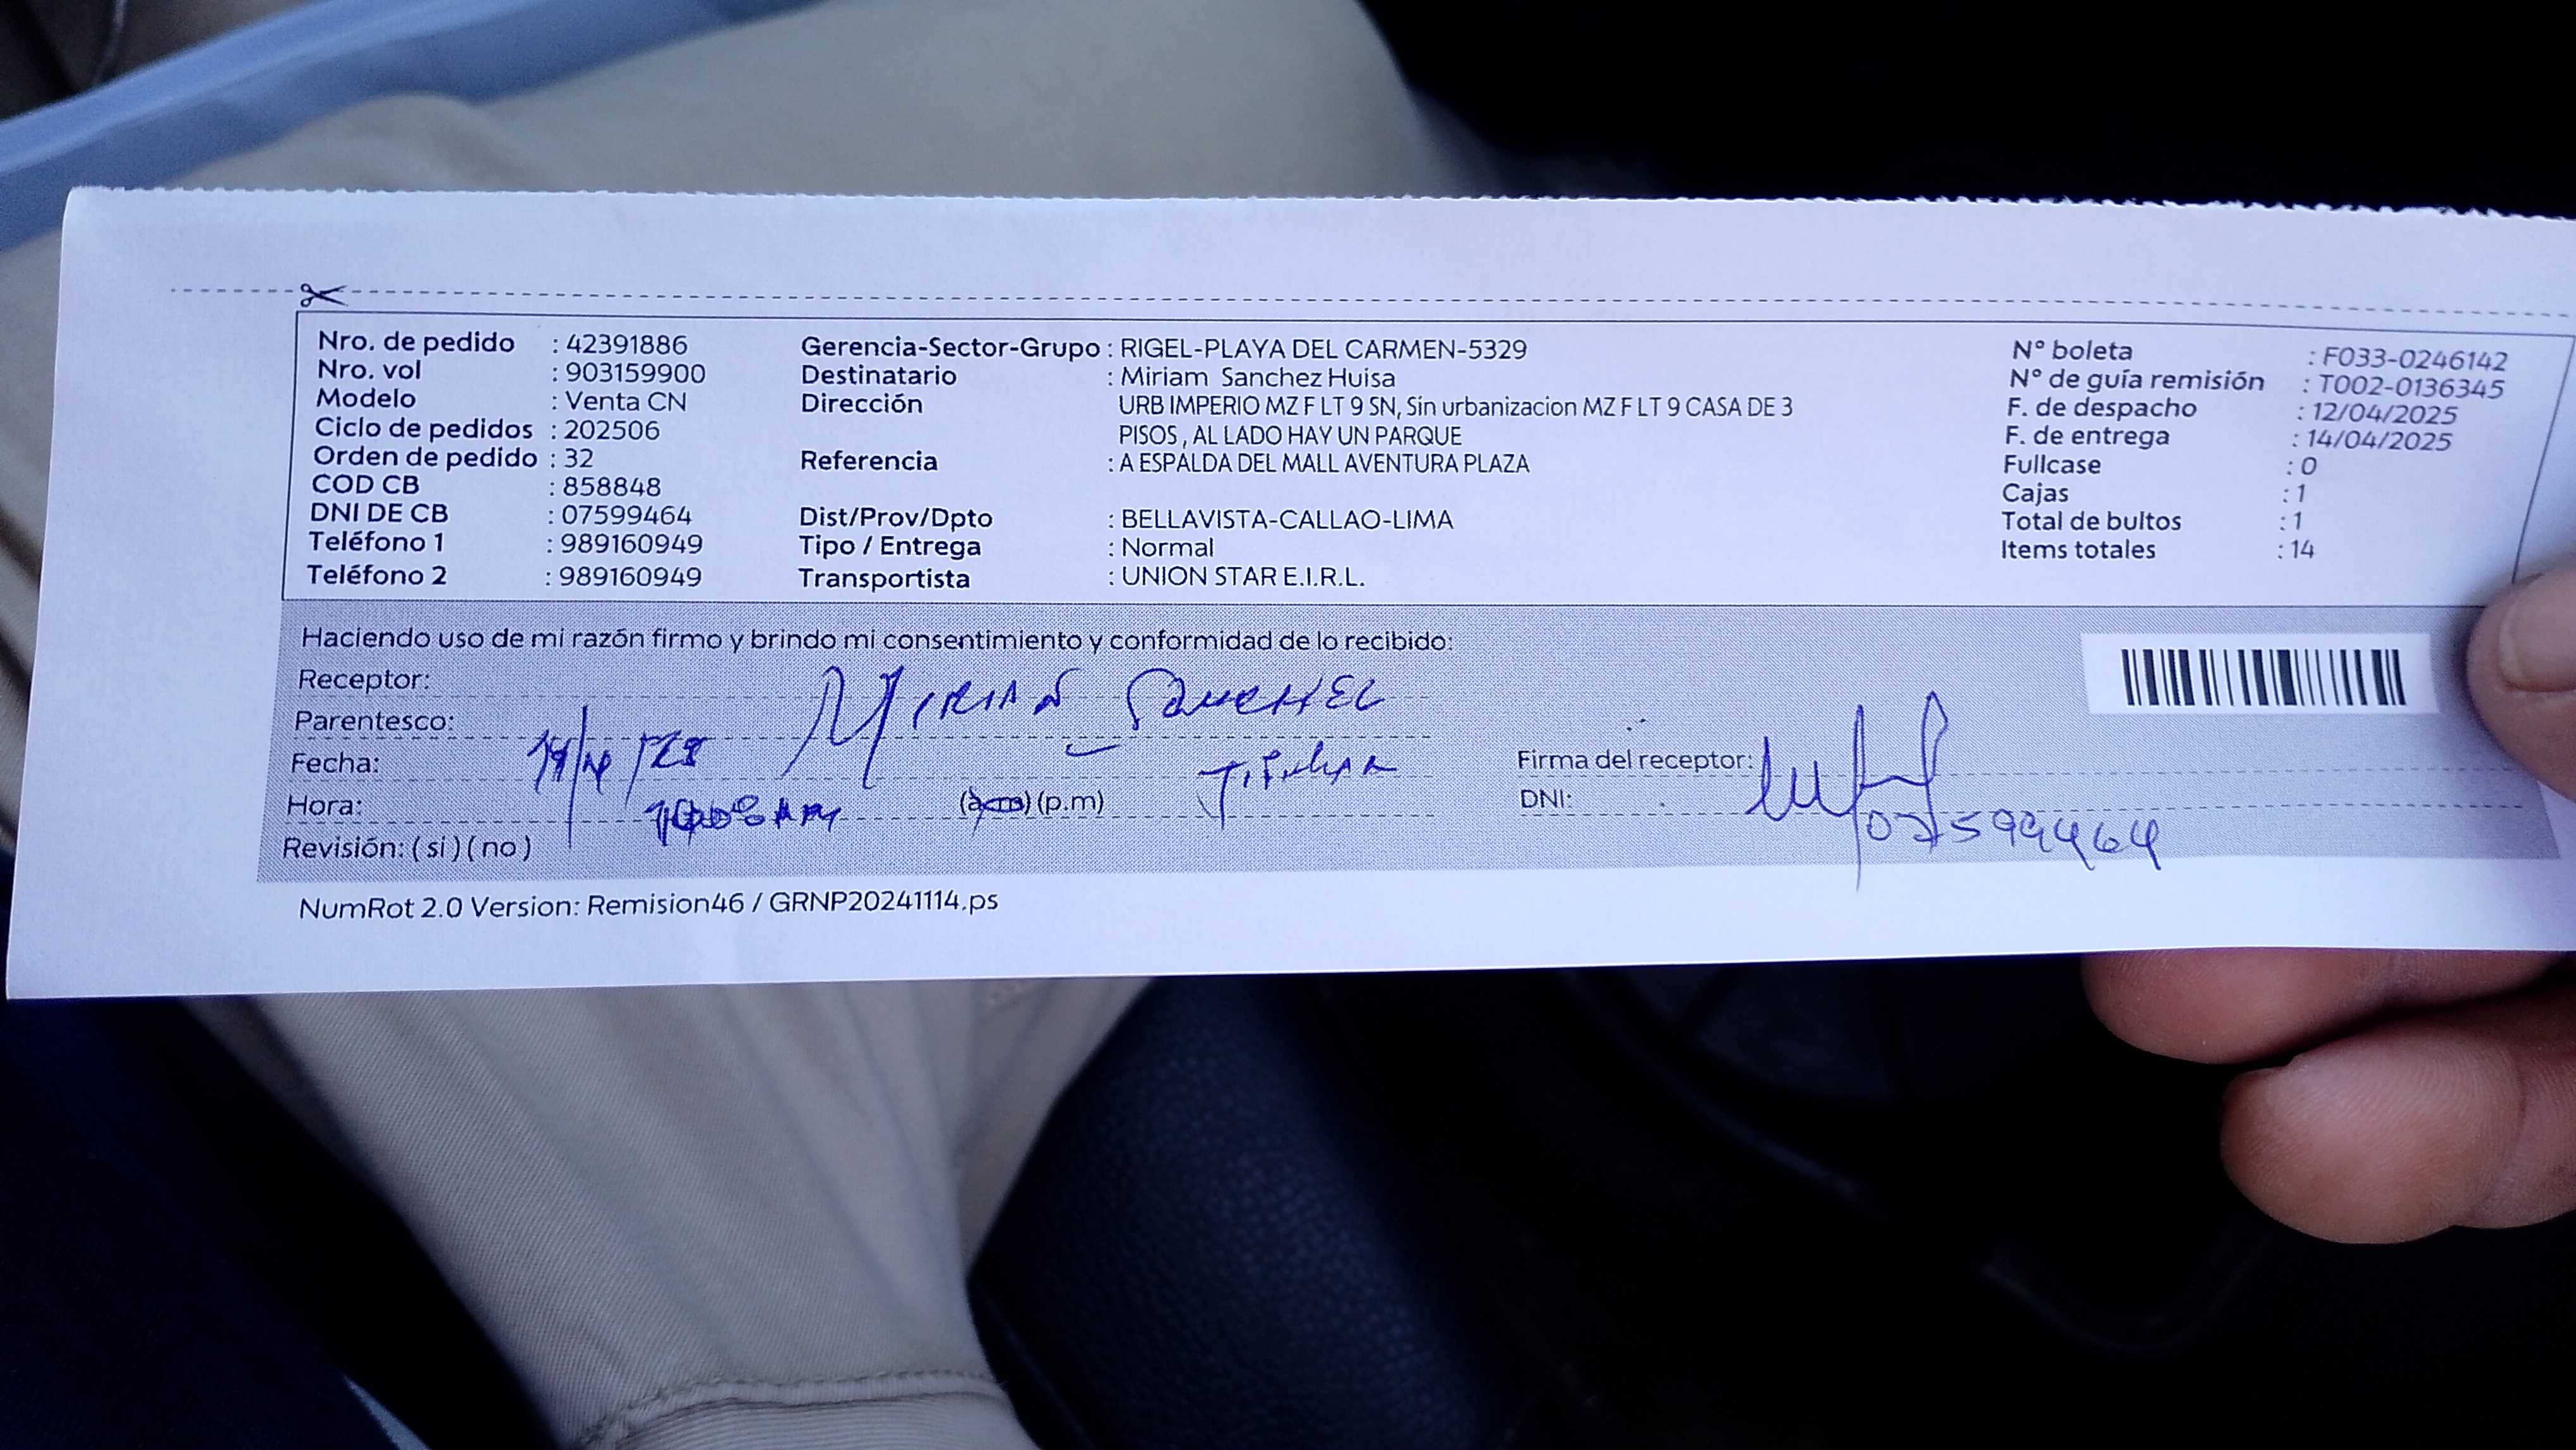 Nro. de pedido : 42391886
Nro. vol : 903159900
Modelo : Venta CN
Ciclo de pedidos : 202506
Orden de pedido : 32
COD CB : 858848
DNI DE CB : 07599464
Teléfono 1 : 989160949
Teléfono 2 : 989160949
Gerencia-Sector-Grupo : RIGEL-PLAYA DEL CARMEN-5329
Destinatario : Miriam Sanchez Huisa
Dirección URB IMPERIO MZ F LT 9 SN, Sin urbanizacion MZ F LT 9 CASA DE 3
PISOS , AL LADO HAY UN PARQUE
Referencia : A ESPALDA DEL MALL AVENTURA PLAZA
Dist/Prov/Dpto : BELLAVISTA-CALLAO-LIMA
Tipo / Entrega : Normal
Transportista : UNION STAR E.I.R.L.
N° boleta : F033-0246142
N° de guía remisión : T002-0136345
F. de despacho : 12/04/2025
F. de entrega : 14/04/2025
Fullcase : 0
Cajas : 1
Total de bultos : 1
Items totales : 14
Haciendo uso de mi razón firmo y brindo mi consentimiento y conformidad de lo recibido:
Receptor: MIRIAN SANCHEZ
Parentesco: TITULAR
Fecha:
Hora: (a.m) (p.m)
Revisión: ( si ) ( no )
Firma del receptor:
DNI: 07599464
NumRot 2.0 Version: Remision46 / GRNP20241114.ps